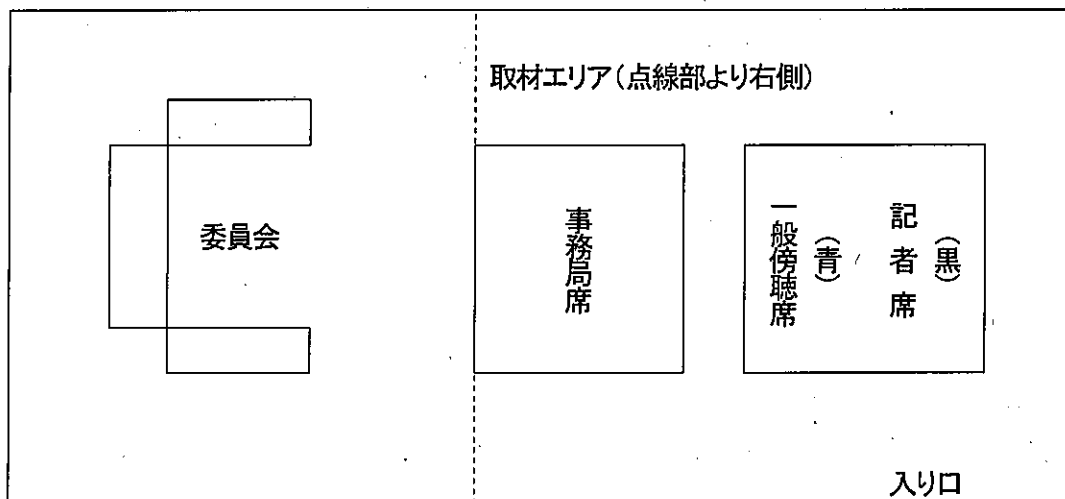 取材エリア(点線部より右側)
委員会
事務局席
記者席
(黒)
一般傍聴席
(青)
入り口